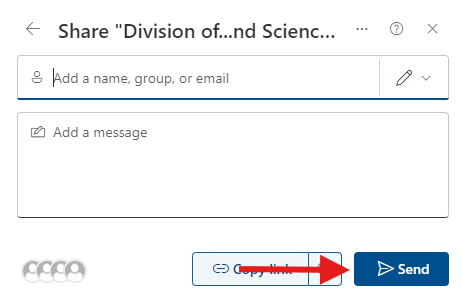 Share "Division of...nd Scienc...
Add a name, group, or email
Add a message
Copy link
Send